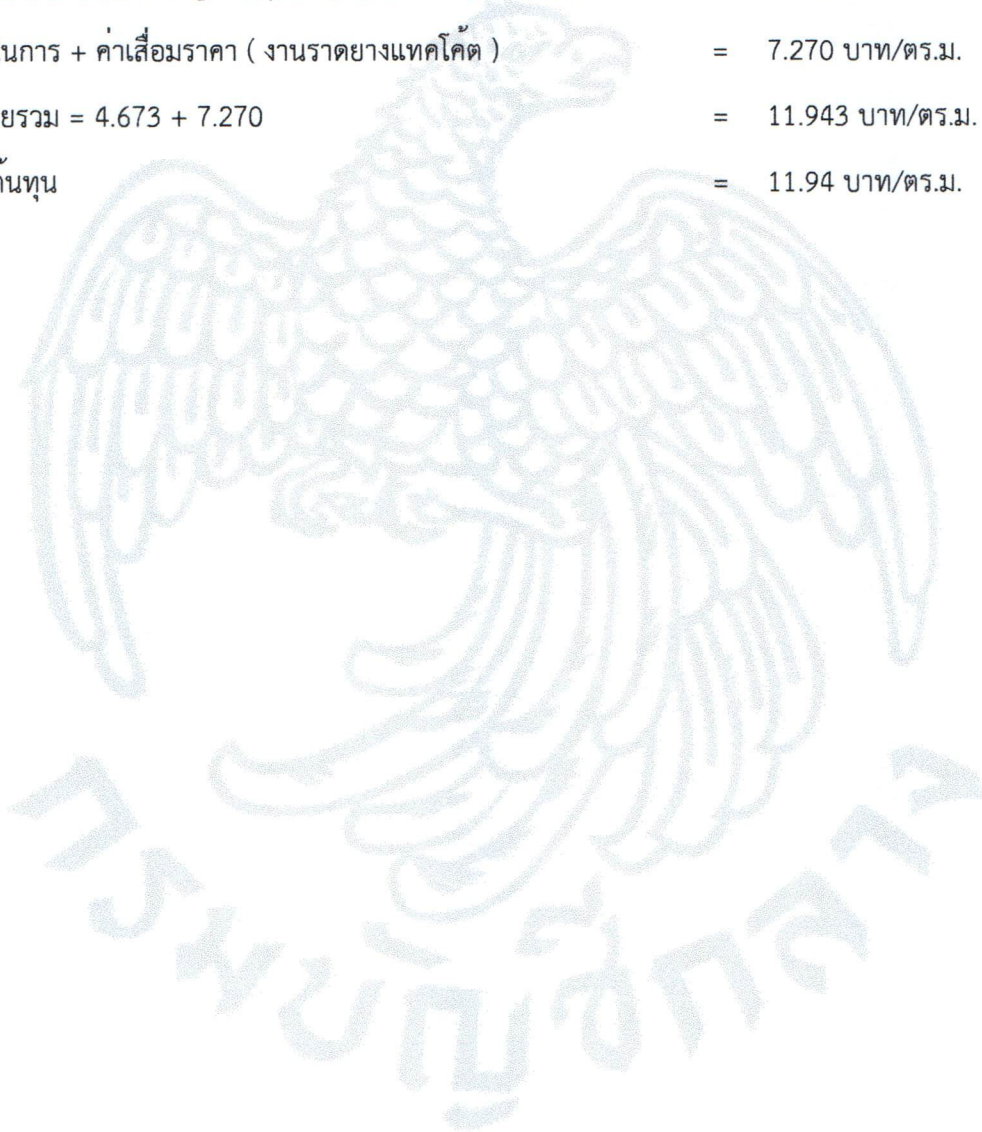 นการ + ค่าเสื่อมราคา ( งานราดยางแทคโค้ต ) = 7.270 บาท/ตร.ม.
ยรวม = 4.673 + 7.270 = 11.943 บาท/ตร.ม.
้นทุน = 11.94 บาท/ตร.ม.
กรมบัญชีกลาง